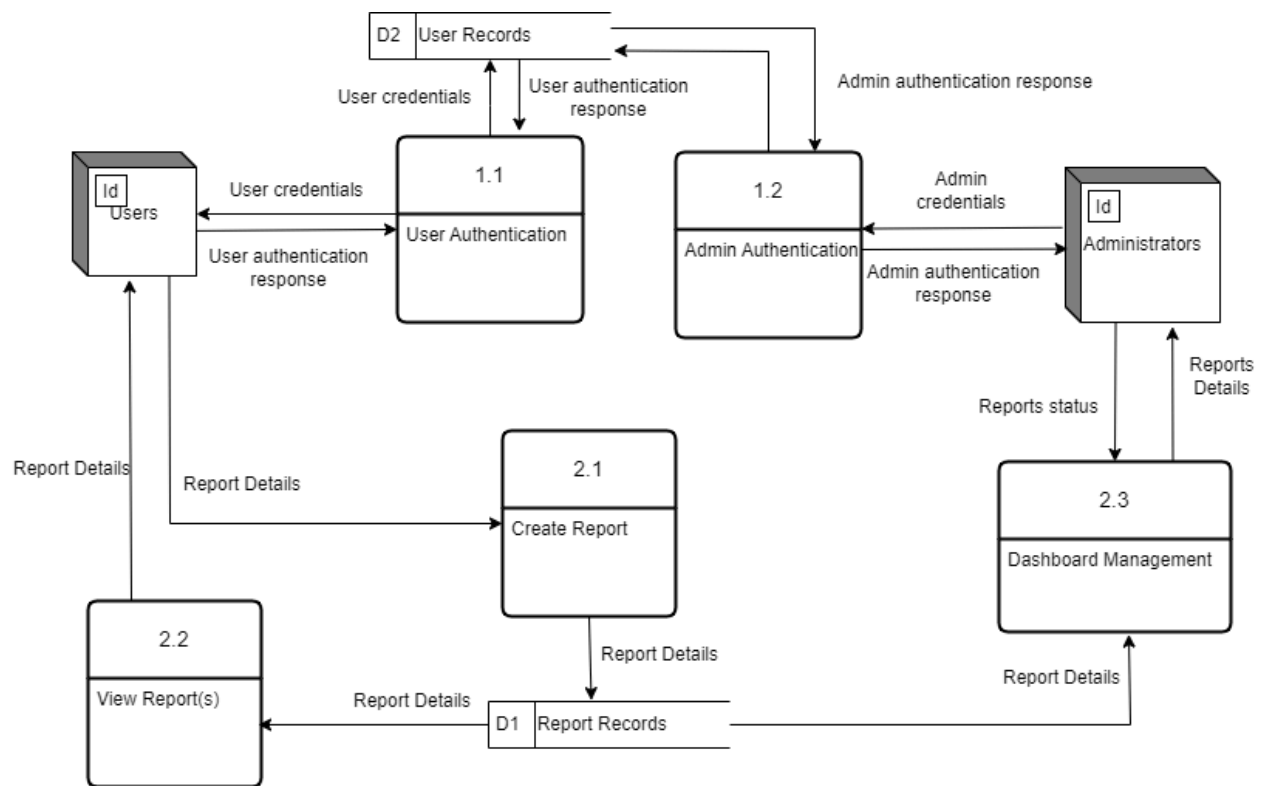 D2
User Records
User credentials
User authentication
response
Admin authentication response
Id
Users
User credentials
User authentication
response
1.1
User Authentication
1.2
Admin Authentication
Admin
credentials
Admin authentication
response
Id
Administrators
Reports
Details
Reports status
Report Details
Report Details
2.1
Create Report
2.3
Dashboard Management
2.2
View Report(s)
Report Details
Report Details
Report Details
D1
Report Records